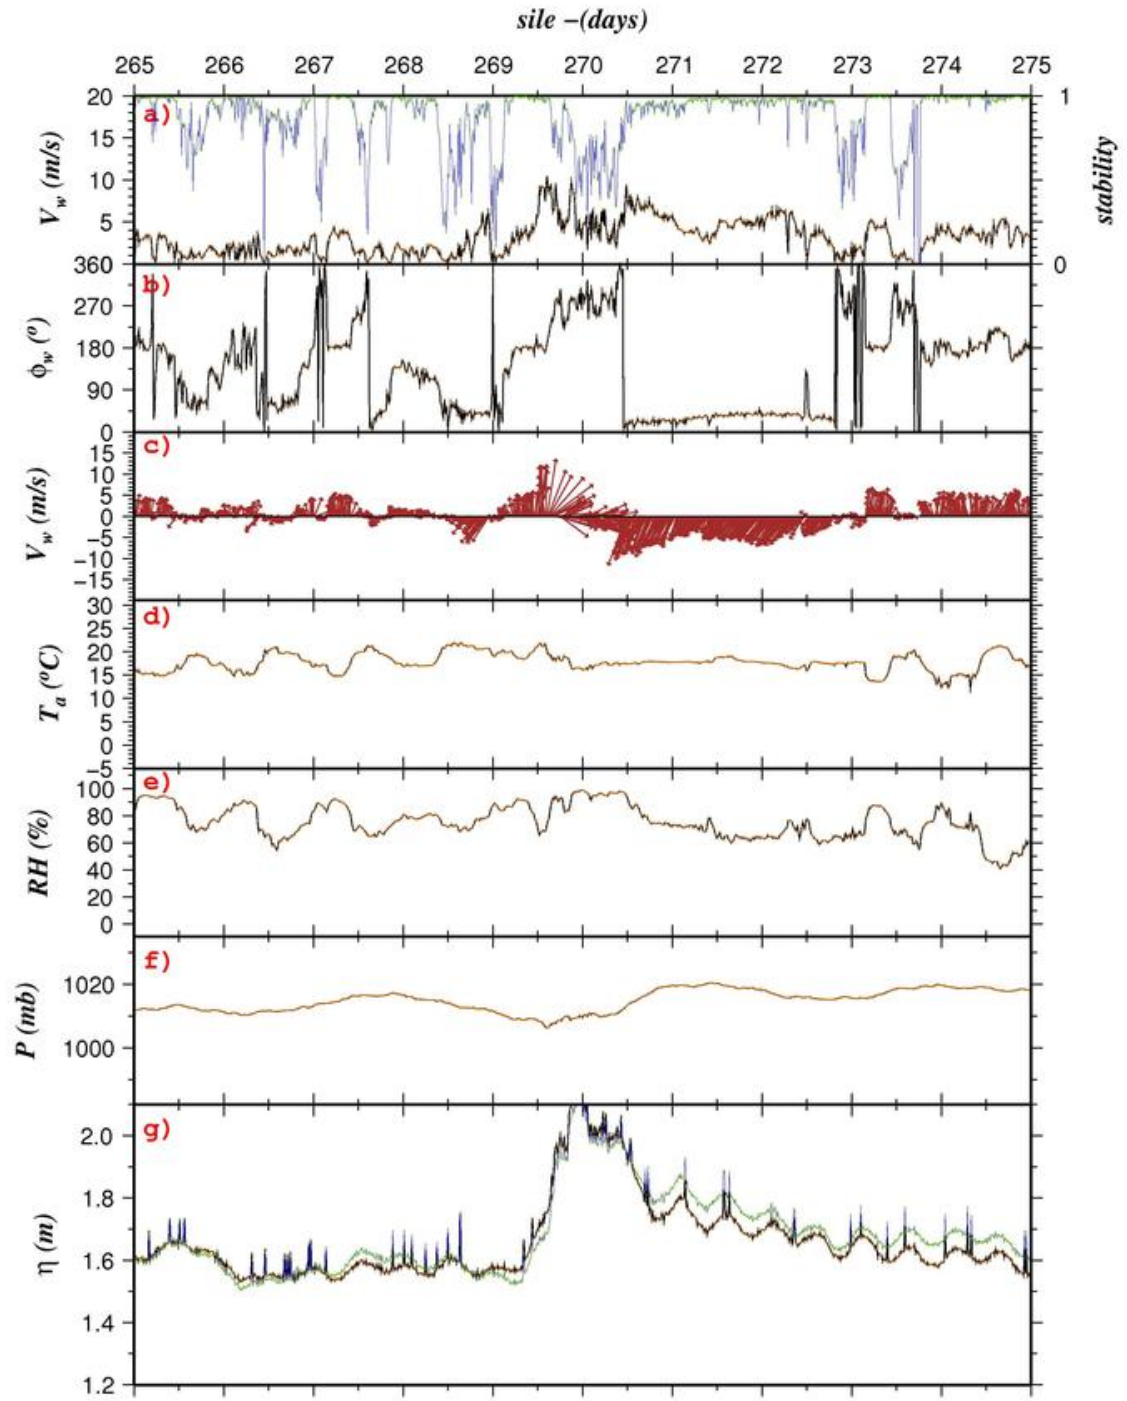 sile −(days)
265 266 267 268 269 270 271 272 273 274 275
a)
20
15
10
5
V_w (m/s)
1
0
stability
b)
360
270
180
90
0
ϕ_w (º)
c)
15
10
5
0
−5
−10
−15
V_w (m/s)
d)
30
25
20
15
10
5
0
−5
T_a (ºC)
e)
100
80
60
40
20
0
RH (%)
f)
1020
1000
P (mb)
g)
2.0
1.8
1.6
1.4
1.2
η (m)